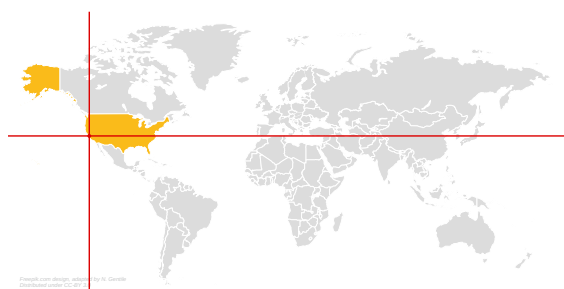 Freepik.com design, adapted by N. Gentile
Distributed under CC-BY 3.